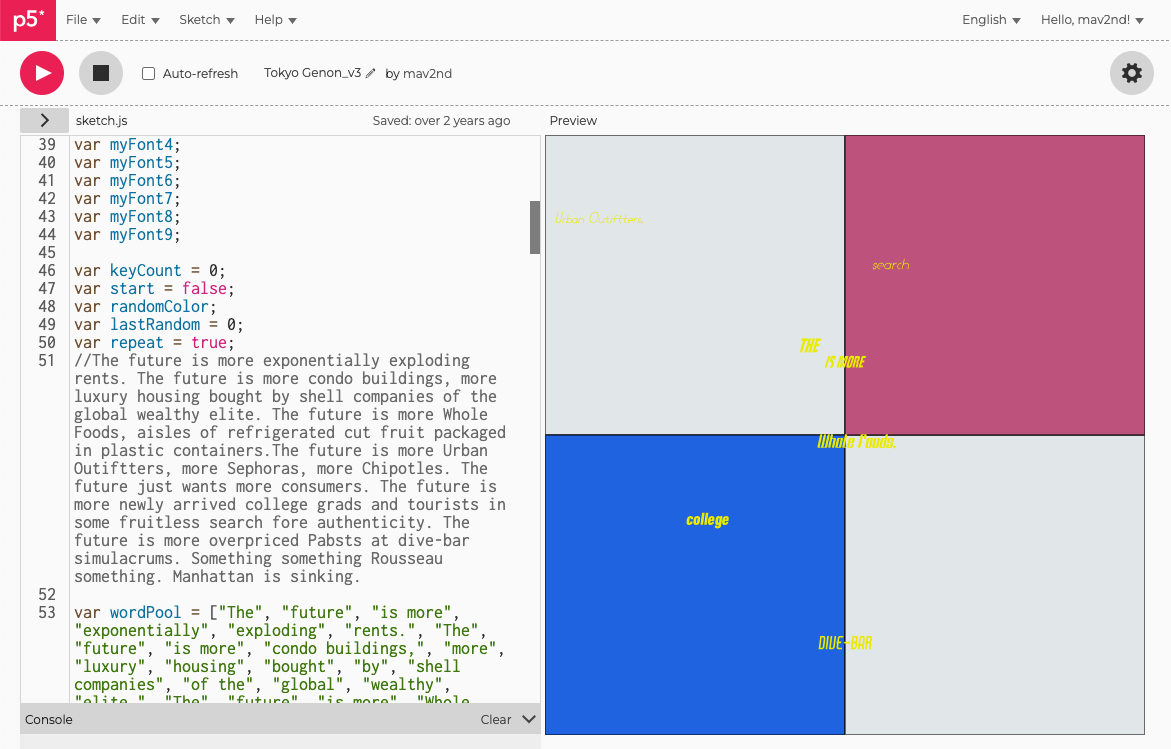 p5* File Edit Sketch Help English Hello, mav2nd!
Auto-refresh Tokyo Genon_v3 by mav2nd
sketch.js Saved: over 2 years ago Preview
39 var myFont4;
40 var myFont5;
41 var myFont6;
42 var myFont7;
43 var myFont8;
44 var myFont9;
45
46 var keyCount = 0;
47 var start = false;
48 var randomColor;
49 var lastRandom = 0;
50 var repeat = true;
51 //The future is more exponentially exploding
rents. The future is more condo buildings, more
luxury housing bought by shell companies of the
global wealthy elite. The future is more Whole
Foods, aisles of refrigerated cut fruit packaged
in plastic containers.The future is more Urban
Outiftters, more Sephoras, more Chipotles. The
future just wants more consumers. The future is
more newly arrived college grads and tourists in
some fruitless search fore authenticity. The
future is more overpriced Pabsts at dive-bar
simulacrums. Something something Rousseau
something. Manhattan is sinking.
52
53 var wordPool = ["The", "future", "is more",
"exponentially", "exploding", "rents.", "The",
"future", "is more", "condo buildings,", "more",
"luxury", "housing", "bought", "by", "shell
companies", "of the", "global", "wealthy",
"elite.", "The", "future", "is more", "Whole
Console Clear
Urban Outiftters,
search
THE
IS MORE
Whole Foods,
college
DIVE-BAR